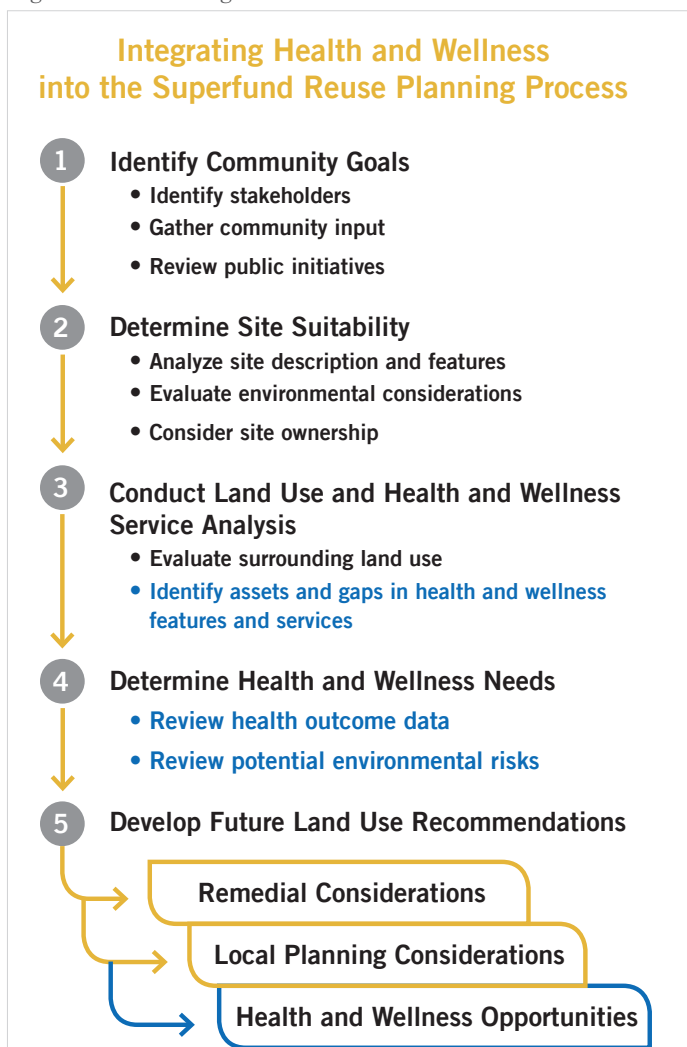 Integrating Health and Wellness
into the Superfund Reuse Planning Process
1 Identify Community Goals
• Identify stakeholders
• Gather community input
• Review public initiatives
2 Determine Site Suitability
• Analyze site description and features
• Evaluate environmental considerations
• Consider site ownership
3 Conduct Land Use and Health and Wellness
Service Analysis
• Evaluate surrounding land use
• Identify assets and gaps in health and wellness
features and services
4 Determine Health and Wellness Needs
• Review health outcome data
• Review potential environmental risks
5 Develop Future Land Use Recommendations
Remedial Considerations
Local Planning Considerations
Health and Wellness Opportunities